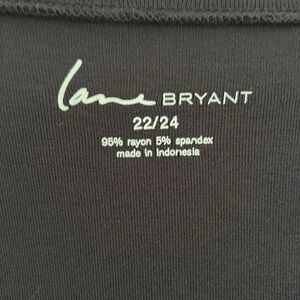 Lane BRYANT
22/24
95% rayon 5% spandex
made in Indonesia